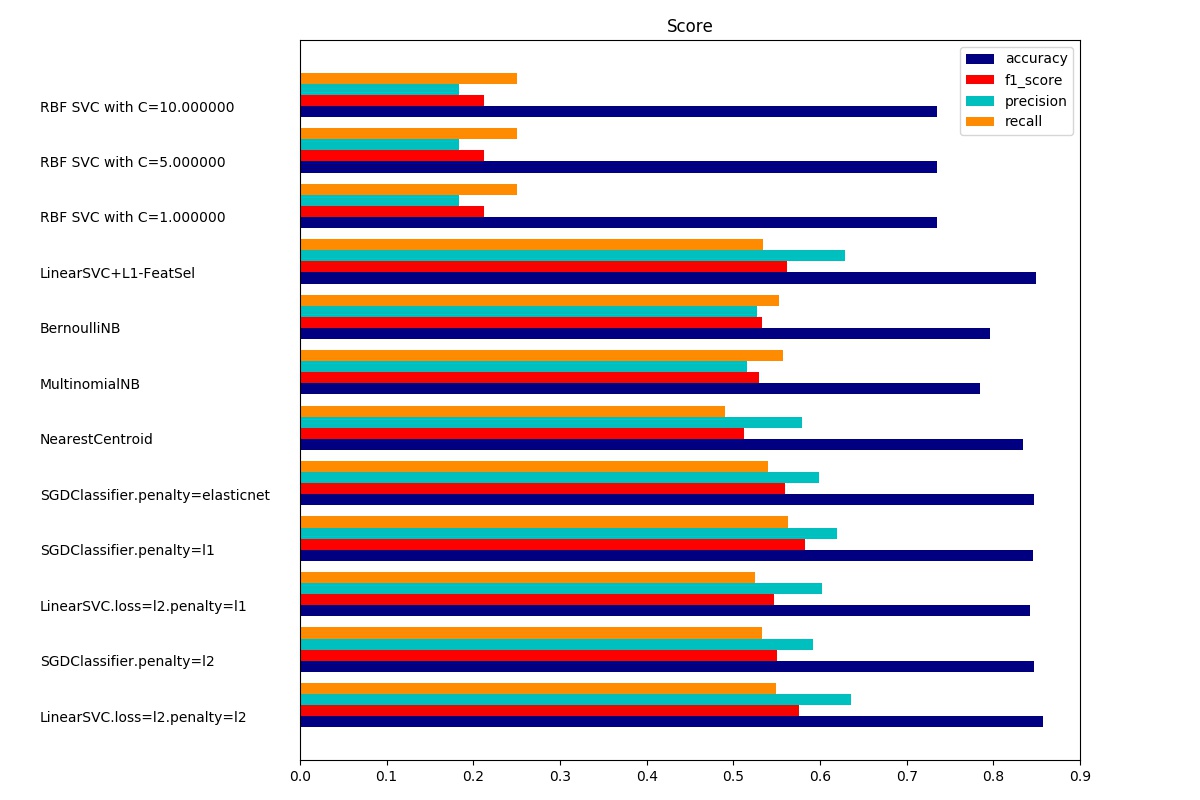 Score
accuracy
f1_score
precision
recall
RBF SVC with C=10.000000
RBF SVC with C=5.000000
RBF SVC with C=1.000000
LinearSVC+L1-FeatSel
BernoulliNB
MultinomialNB
NearestCentroid
SGDClassifier.penalty=elasticnet
SGDClassifier.penalty=l1
LinearSVC.loss=l2.penalty=l1
SGDClassifier.penalty=l2
LinearSVC.loss=l2.penalty=l2
0.0 0.1 0.2 0.3 0.4 0.5 0.6 0.7 0.8 0.9